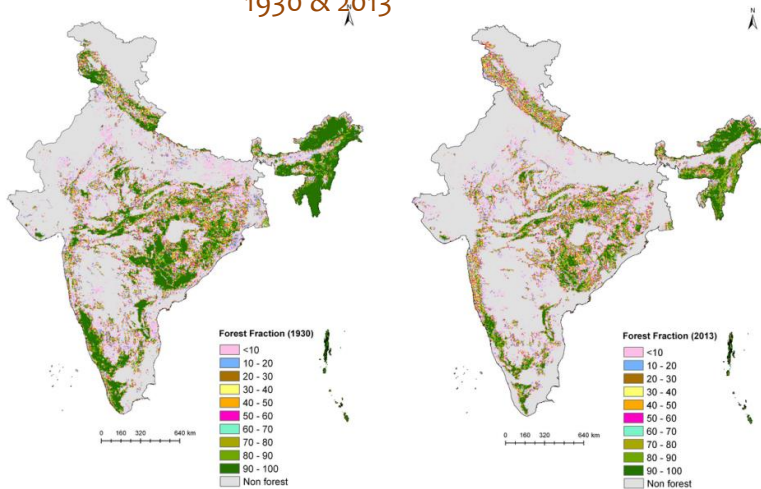 1930 & 2013
N
N
Forest Fraction (1930)
<10
10 - 20
20 - 30
30 - 40
40 - 50
50 - 60
60 - 70
70 - 80
80 - 90
90 - 100
Non forest
0 160 320 640 km
Forest Fraction (2013)
<10
10 - 20
20 - 30
30 - 40
40 - 50
50 - 60
60 - 70
70 - 80
80 - 90
90 - 100
Non forest
0 160 320 640 km